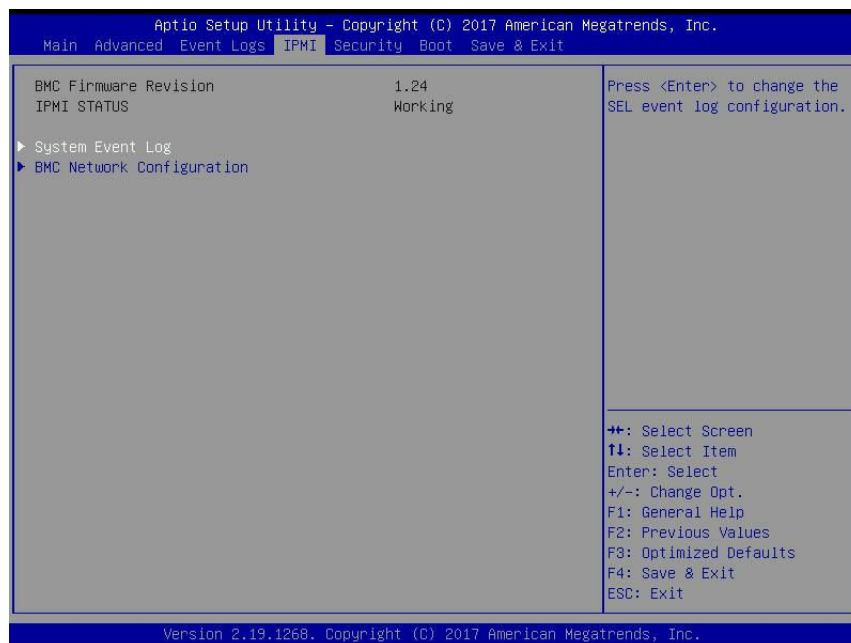 Aptio Setup Utility – Copyright (C) 2017 American Megatrends, Inc.
Main Advanced Event Logs IPMI Security Boot Save & Exit
BMC Firmware Revision 1.24
IPMI STATUS Working
System Event Log
BMC Network Configuration
Press <Enter> to change the
SEL event log configuration.
→←: Select Screen
↑↓: Select Item
Enter: Select
+/-: Change Opt.
F1: General Help
F2: Previous Values
F3: Optimized Defaults
F4: Save & Exit
ESC: Exit
Version 2.19.1268. Copyright (C) 2017 American Megatrends, Inc.